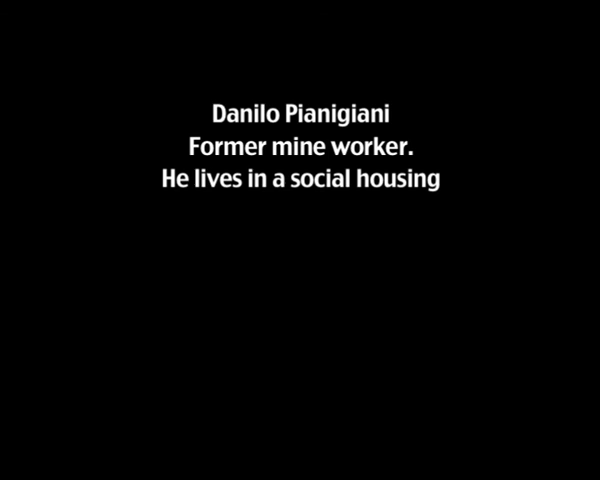 Danilo Pianigiani
Former mine worker.
He lives in a social housing